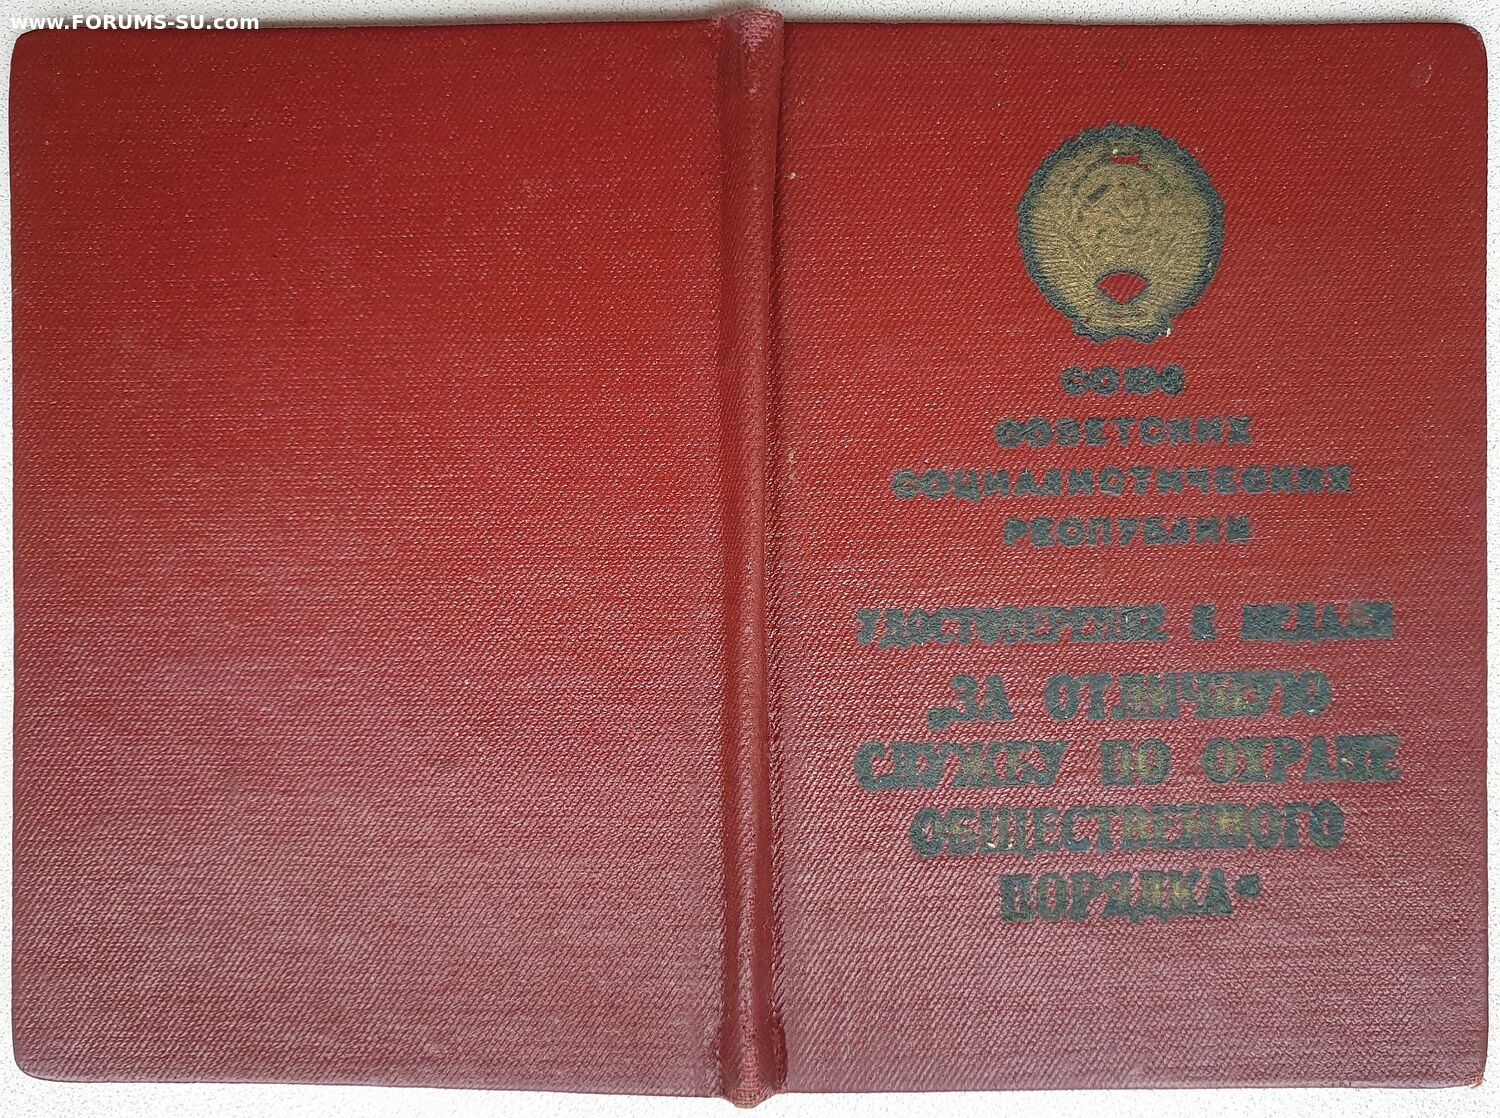 www.FORUMS-SU.com
СОЮЗ
СОВЕТСКИХ
СОЦИАЛИСТИЧЕСКИХ
РЕСПУБЛИК
УДОСТОВЕРЕНИЕ К МЕДАЛИ
„ЗА ОТЛИЧНУЮ
СЛУЖБУ ПО ОХРАНЕ
ОБЩЕСТВЕННОГО
ПОРЯДКА“